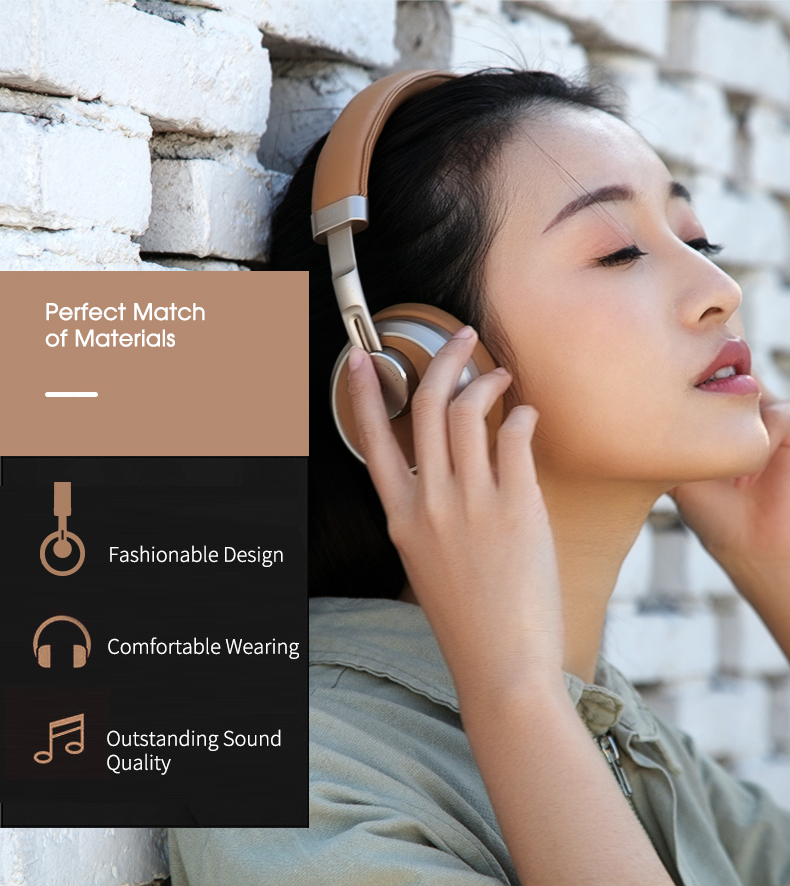 Perfect Match
of Materials
Fashionable Design
Comfortable Wearing
Outstanding Sound
Quality